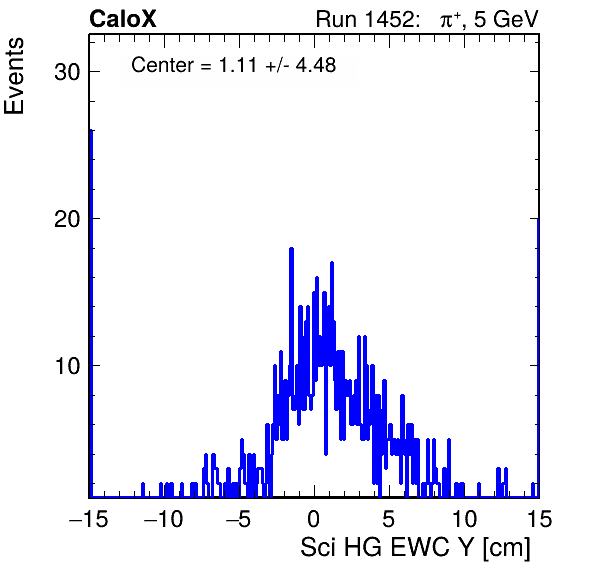 CaloX
Run 1452: π+, 5 GeV
Center = 1.11 +/- 4.48
Events
30
20
10
−15 −10 −5 0 5 10 15
Sci HG EWC Y [cm]